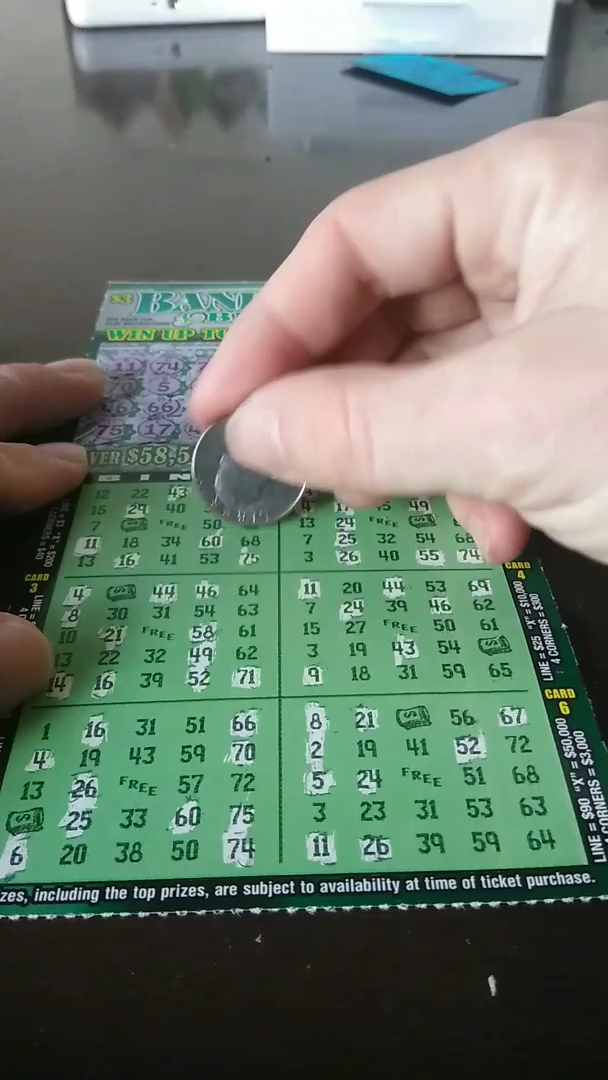 $3
WIN UP TO
11 74
70 5
66
75 17
VER $58,5
12 22 43
15 29 40
7 FREE 50
11 18 34 60 68
13 16 41 53 75
49
13 24 FREE
7 25 32 54 68
3 26 40 55 74
CARD
3
4 44 46 64
8 30 31 54 63
10 21 FREE 58 61
13 22 32 49 62
14 16 39 52 71
CARD
4
LINE = $25 "X" = $10,000
4 CORNERS = $300
11 20 44 53 69
7 24 39 46 62
15 27 FREE 50 61
3 19 43 54
9 18 31 59 65
1 16 31 51 66
4 19 43 59 70
13 26 FREE 57 72
25 33 60 75
6 20 38 50 74
CARD
6
LINE = $90 "X" = $50,000
CORNERS = $3,000
8 21 56 67
2 19 41 52 72
5 24 FREE 51 68
3 23 31 53 63
11 26 39 59 64
zes, including the top prizes, are subject to availability at time of ticket purchase.